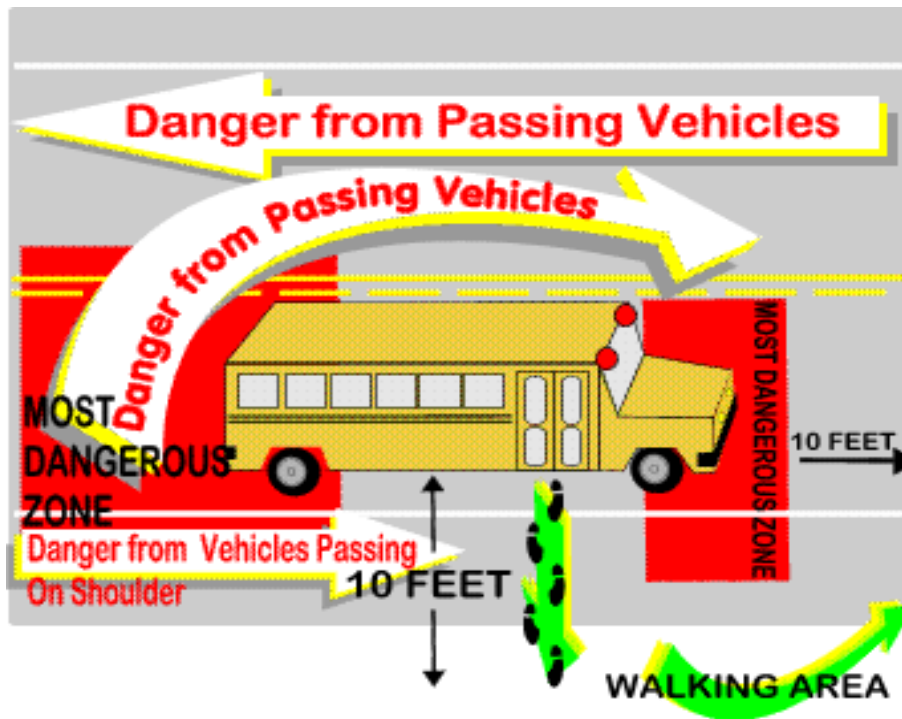 Danger from Passing Vehicles
Danger from Passing Vehicles
MOST
DANGEROUS
ZONE
MOST DANGEROUS ZONE
10 FEET
Danger from Vehicles Passing
On Shoulder
10 FEET
WALKING AREA